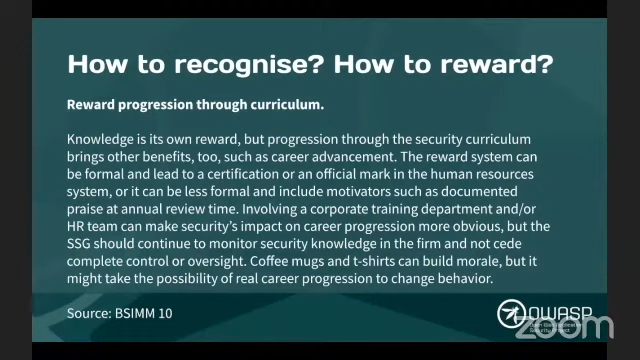 How to recognise? How to reward?
Reward progression through curriculum.
Knowledge is its own reward, but progression through the security curriculum
brings other benefits, too, such as career advancement. The reward system can
be formal and lead to a certification or an official mark in the human resources
system, or it can be less formal and include motivators such as documented
praise at annual review time. Involving a corporate training department and/or
HR team can make security's impact on career progression more obvious, but the
SSG should continue to monitor security knowledge in the firm and not cede
complete control or oversight. Coffee mugs and t-shirts can build morale, but it
might take the possibility of real career progression to change behavior.
Source: BSIMM 10
OWASP
zoom